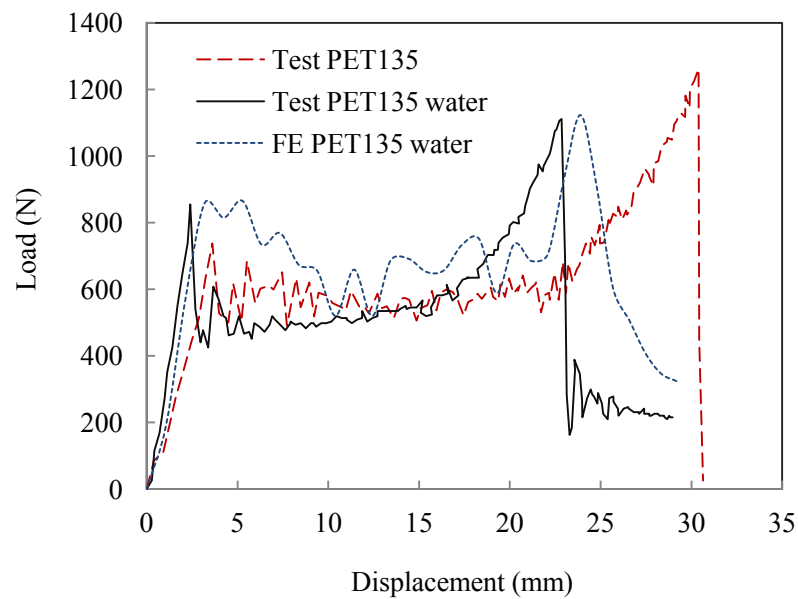 1400
1200
1000
800
600
400
200
0
Load (N)
Test PET135
Test PET135 water
FE PET135 water
0 5 10 15 20 25 30 35
Displacement (mm)